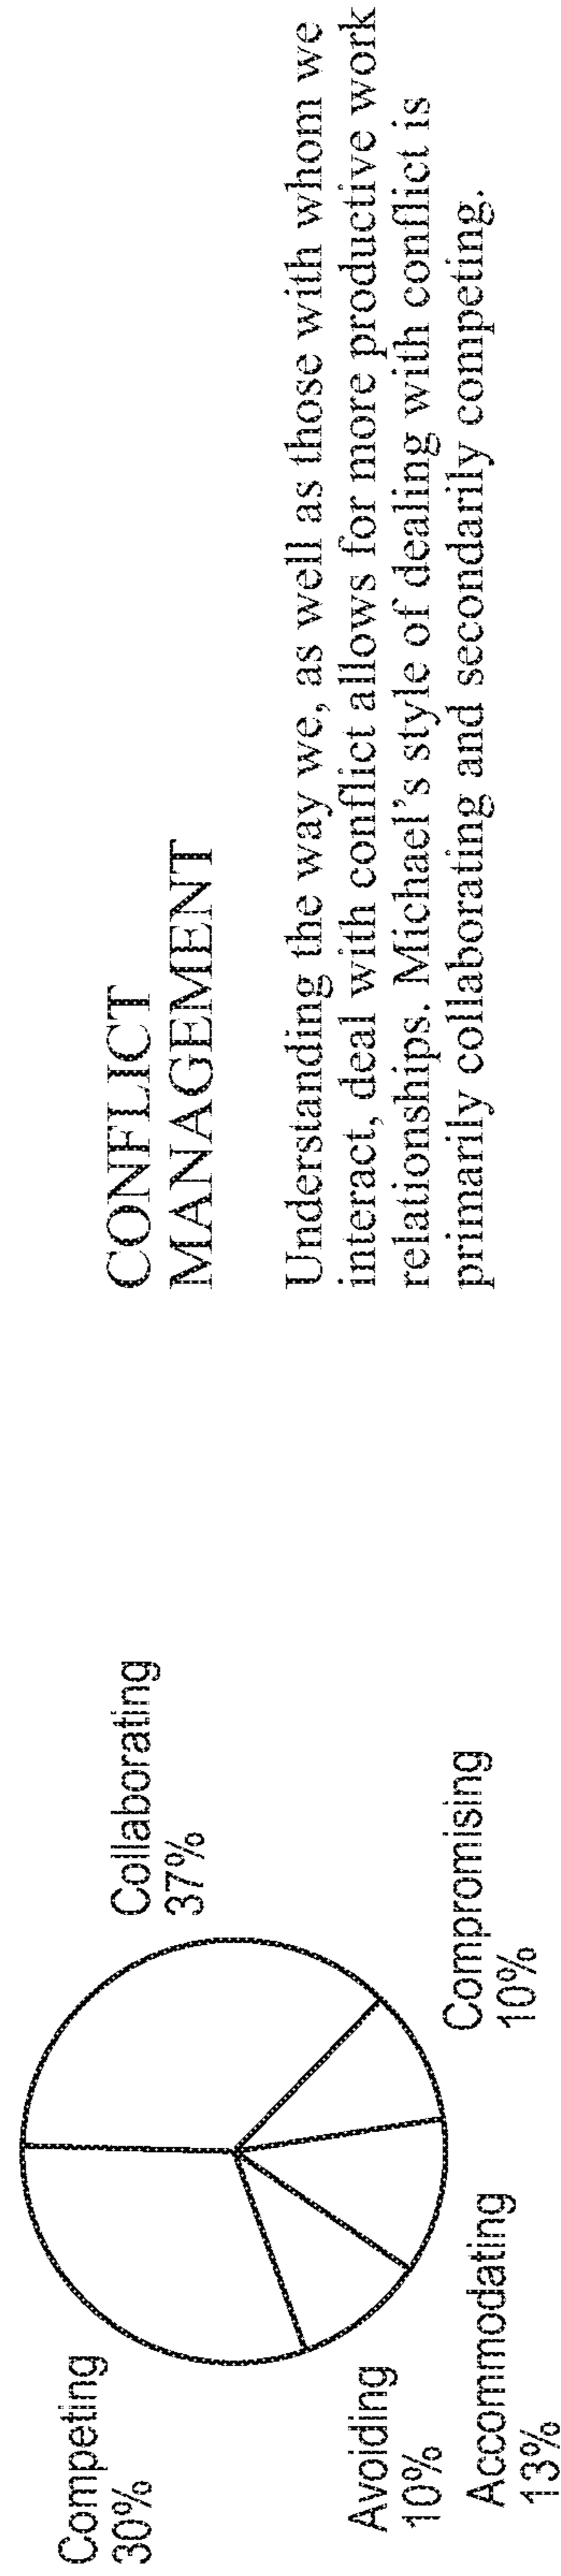 Competing
30%
Collaborating
37%
Avoiding
10%
Accommodating
13%
Compromising
10%
CONFLICT
MANAGEMENT
Understanding the way we, as well as those with whom we
interact, deal with conflict allows for more productive work
relationships. Michael's style of dealing with conflict is
primarily collaborating and secondarily competing.